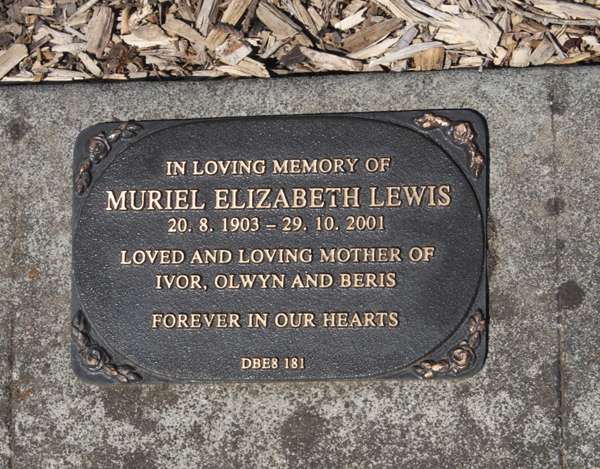 IN LOVING MEMORY OF
MURIEL ELIZABETH LEWIS
20. 8. 1903 – 29. 10. 2001
LOVED AND LOVING MOTHER OF
IVOR, OLWYN AND BERIS
FOREVER IN OUR HEARTS
DBE8 181